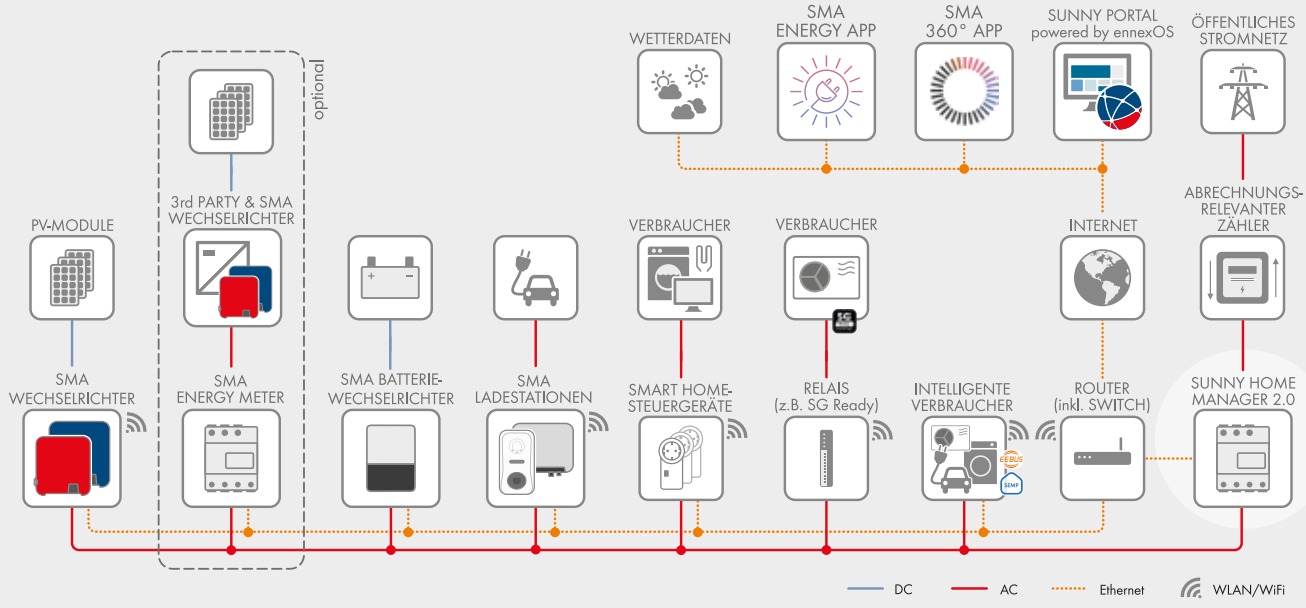 SMA
ENERGY APP
SMA
360° APP
SUNNY PORTAL
powered by ennexOS
ÖFFENTLICHES
STROMNETZ
WETTERDATEN
optional
3rd PARTY & SMA
WECHSELRICHTER
ABRECHNUNGS-
RELEVANTER
ZÄHLER
PV-MODULE
VERBRAUCHER
VERBRAUCHER
INTERNET
SMA
WECHSELRICHTER
SMA
ENERGY METER
SMA BATTERIE-
WECHSELRICHTER
SMA
LADESTATIONEN
SMART HOME-
STEUERGERÄTE
RELAIS
(z.B. SG Ready)
INTELLIGENTE
VERBRAUCHER
ROUTER
(inkl. SWITCH)
SUNNY HOME
MANAGER 2.0
EEBUS
SEMP
DC
AC
Ethernet
WLAN/WiFi